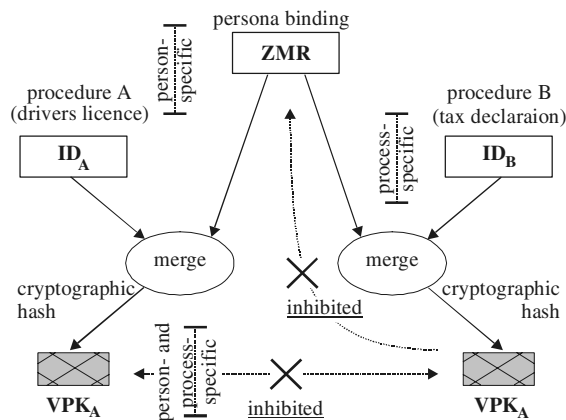 persona binding
ZMR
person-
specific
procedure A
(drivers licence)
ID_A
procedure B
(tax declaraion)
ID_B
process-
specific
merge
merge
cryptographic
hash
inhibited
cryptographic
hash
VPK_A
person- and
process-
specific
inhibited
VPK_A